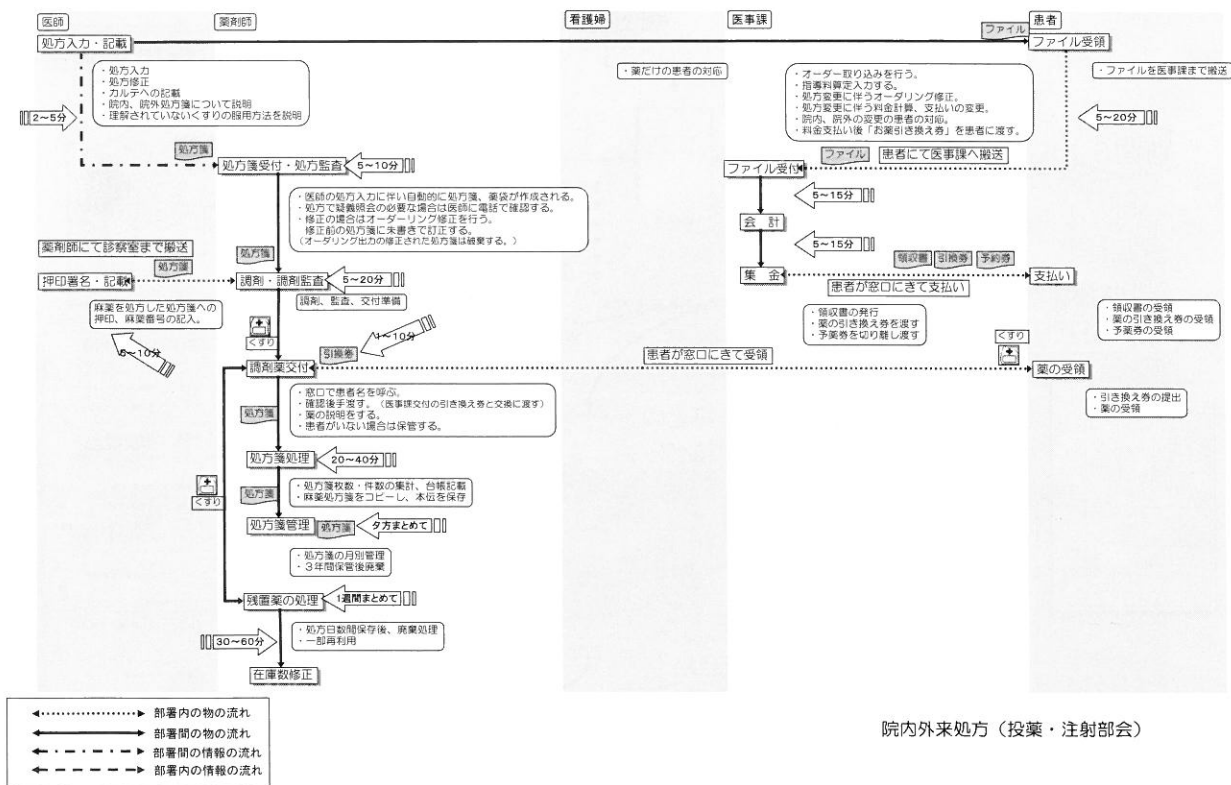 医師
薬剤師
看護婦
医事課
患者
処方入力・記載
ファイル
ファイル受領
・処方入力
・処方修正
・カルテへの記載
・院内、院外処方箋について説明
・理解されていないくすりの服用方法を説明
2~5分
・薬だけの患者の対応
・オーダー取り込みを行う。
・指導料算定入力する。
・処方変更に伴うオーダリング修正。
・処方変更に伴う料金計算、支払いの変更。
・院内、院外の変更の患者の対応。
・料金支払い後「お薬引き換え券」を患者に渡す。
・ファイルを医事課まで搬送
5~20分
処方箋
処方箋受付・処方監査
5~10分
ファイル
患者にて医事課へ搬送
ファイル受付
・医師の処方入力に伴い自動的に処方箋、薬袋が作成される。
・処方で疑義照会の必要な場合は医師に電話で確認する。
・修正の場合はオーダーリング修正を行う。
修正前の処方箋に朱書きで訂正する。
(オーダリング出力の修正された処方箋は破棄する。)
5~15分
会計
5~15分
薬剤師にて診察室まで搬送
処方箋
処方箋
押印署名・記載
調剤・調剤監査
5~20分
調剤、監査、交付準備
領収書
引換券
予約券
集金
患者が窓口にきて支払い
支払い
麻薬を処方した処方箋への
押印、麻薬番号の記入。
5~10分
・領収書の発行
・薬の引き換え券を渡す
・予薬券を切り離し渡す
・領収書の受領
・薬の引き換え券の受領
・予薬券の受領
くすり
引換券
1~10分
くすり
調剤薬交付
患者が窓口にきて受領
薬の受領
・窓口で患者名を呼ぶ。
・確認後手渡す。(医事課交付の引き換え券と交換に渡す)
・薬の説明をする。
・患者がいない場合は保管する。
・引き換え券の提出
・薬の受領
処方箋
処方箋処理
20~40分
・処方箋枚数・件数の集計、台帳記載
・麻薬処方箋をコピーし、本伝を保存
くすり
処方箋
処方箋管理
処方箋
夕方まとめて
・処方箋の月別管理
・3年間保管後廃棄
残置薬の処理
1週間まとめて
・処方日数間保存後、廃棄処理
・一部再利用
30~60分
在庫数修正
部署内の物の流れ
部署間の物の流れ
部署間の情報の流れ
部署内の情報の流れ
院内外来処方(投薬・注射部会)